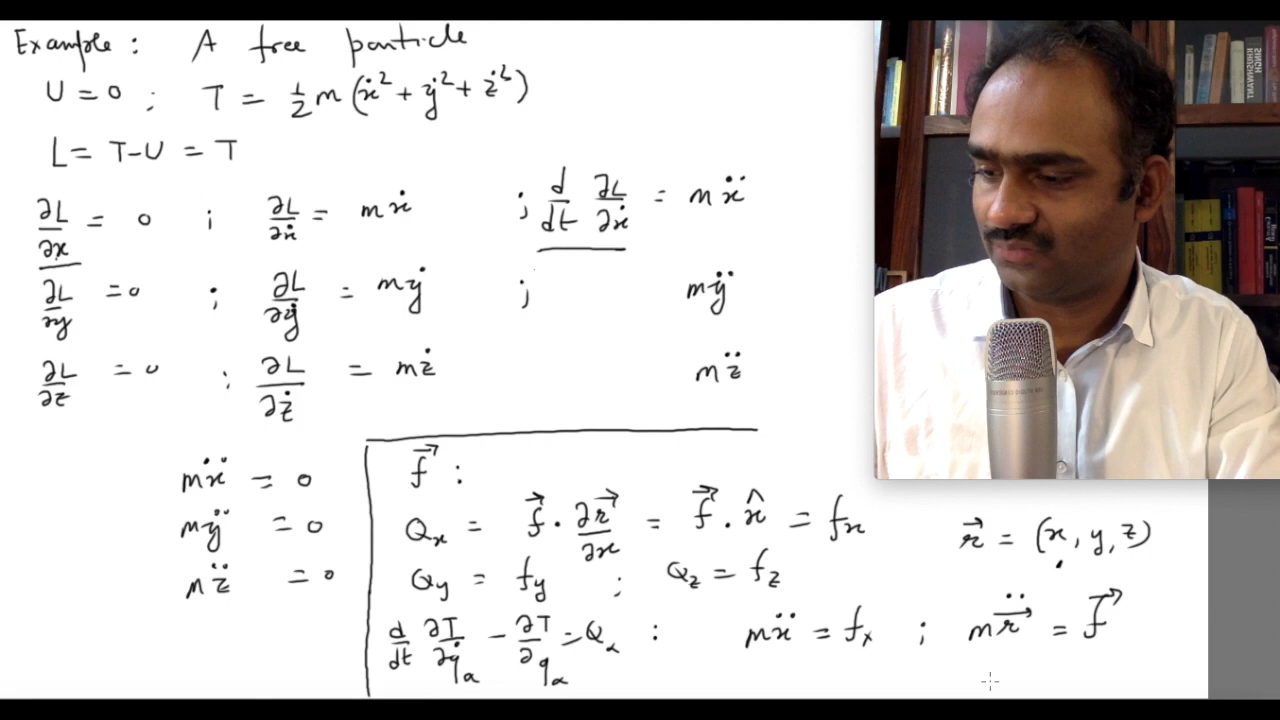 Example : A free particle
U = 0 ; T = ½ m (ẋ² + ẏ² + ż²)
L = T-U = T
∂L/∂x = 0 ; ∂L/∂ẋ = mẋ ; d/dt ∂L/∂ẋ = mẍ
∂L/∂y = 0 ; ∂L/∂ẏ = mẏ ; mÿ
∂L/∂z = 0 ; ∂L/∂ż = mż mz̈
mẍ = 0
mÿ = 0
mz̈ = 0
f⃗ :
Qx = f⃗ · ∂r⃗/∂x = f⃗ · x̂ = fx r⃗ = (x, y, z)
Qy = fy ; Qz = fz
d/dt ∂T/∂q̇α − ∂T/∂qα = Qα : mẍ = fx ; mr⃗̈ = f⃗